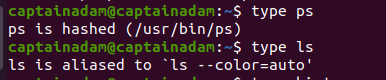 captainadam@captainadam:~$ type ps
ps is hashed (/usr/bin/ps)
captainadam@captainadam:~$ type ls
ls is aliased to `ls --color=auto'